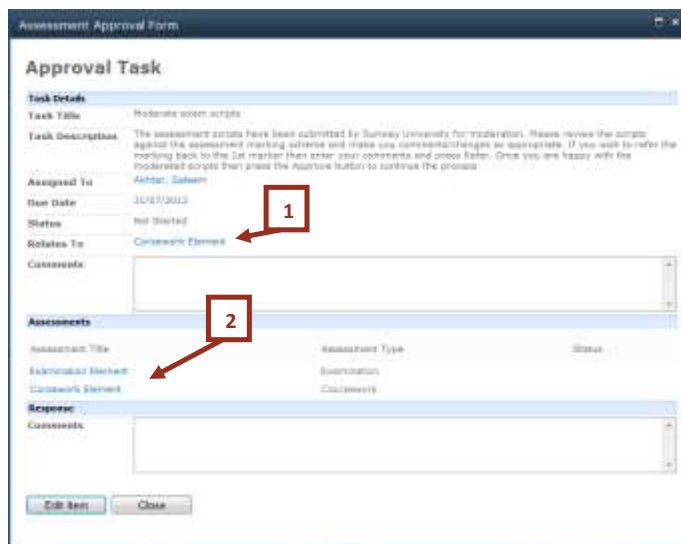 Assessment Approval Form
Approval Task
Task Details
Task Title Moderate exam scripts
Task Description The assessment scripts have been submitted by Sunway University for moderation. Please review the scripts
against the assessment marking scheme and make you comments/changes as appropriate. If you wish to refer the
marking back to the 1st marker then enter your comments and press Refer. Once you are happy with the
moderated scripts then press the Approve button to continue the process
Assigned To Akhtar, Saleem
Due Date 31/07/2012
Status Not Started
1
Relates To Coursework Element
Comments
Assessments
2
Assessment Title Assessment Type Status
Examination Element Examination
Coursework Element Coursework
Response
Comments
Edit Item Close